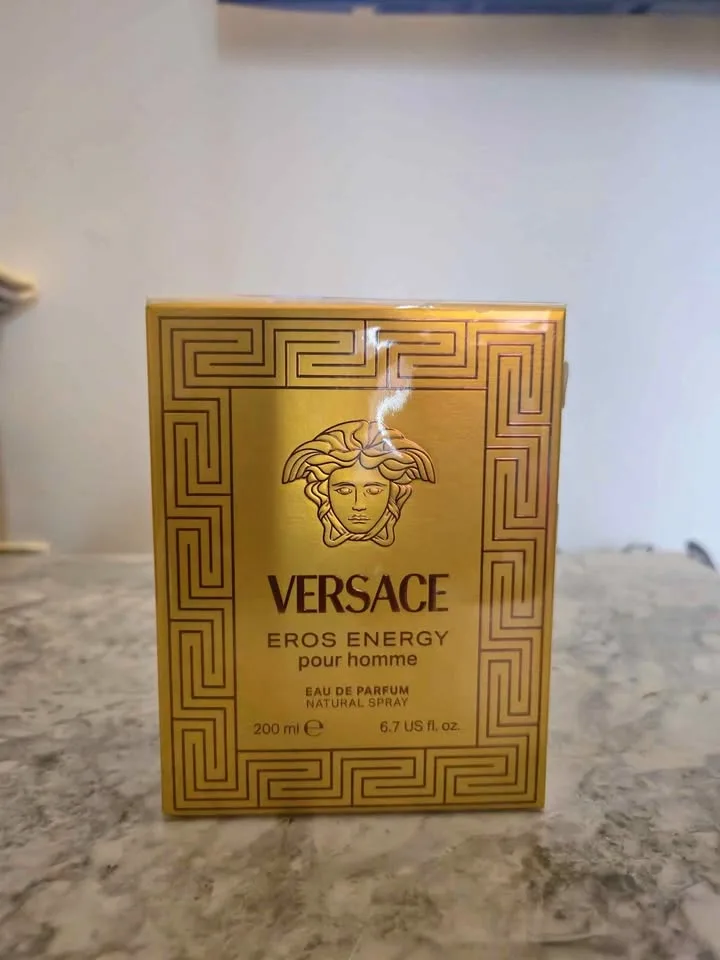 VERSACE
EROS ENERGY
pour homme
EAU DE PARFUM
NATURAL SPRAY
200 ml ℮ 6.7 US fl. oz.